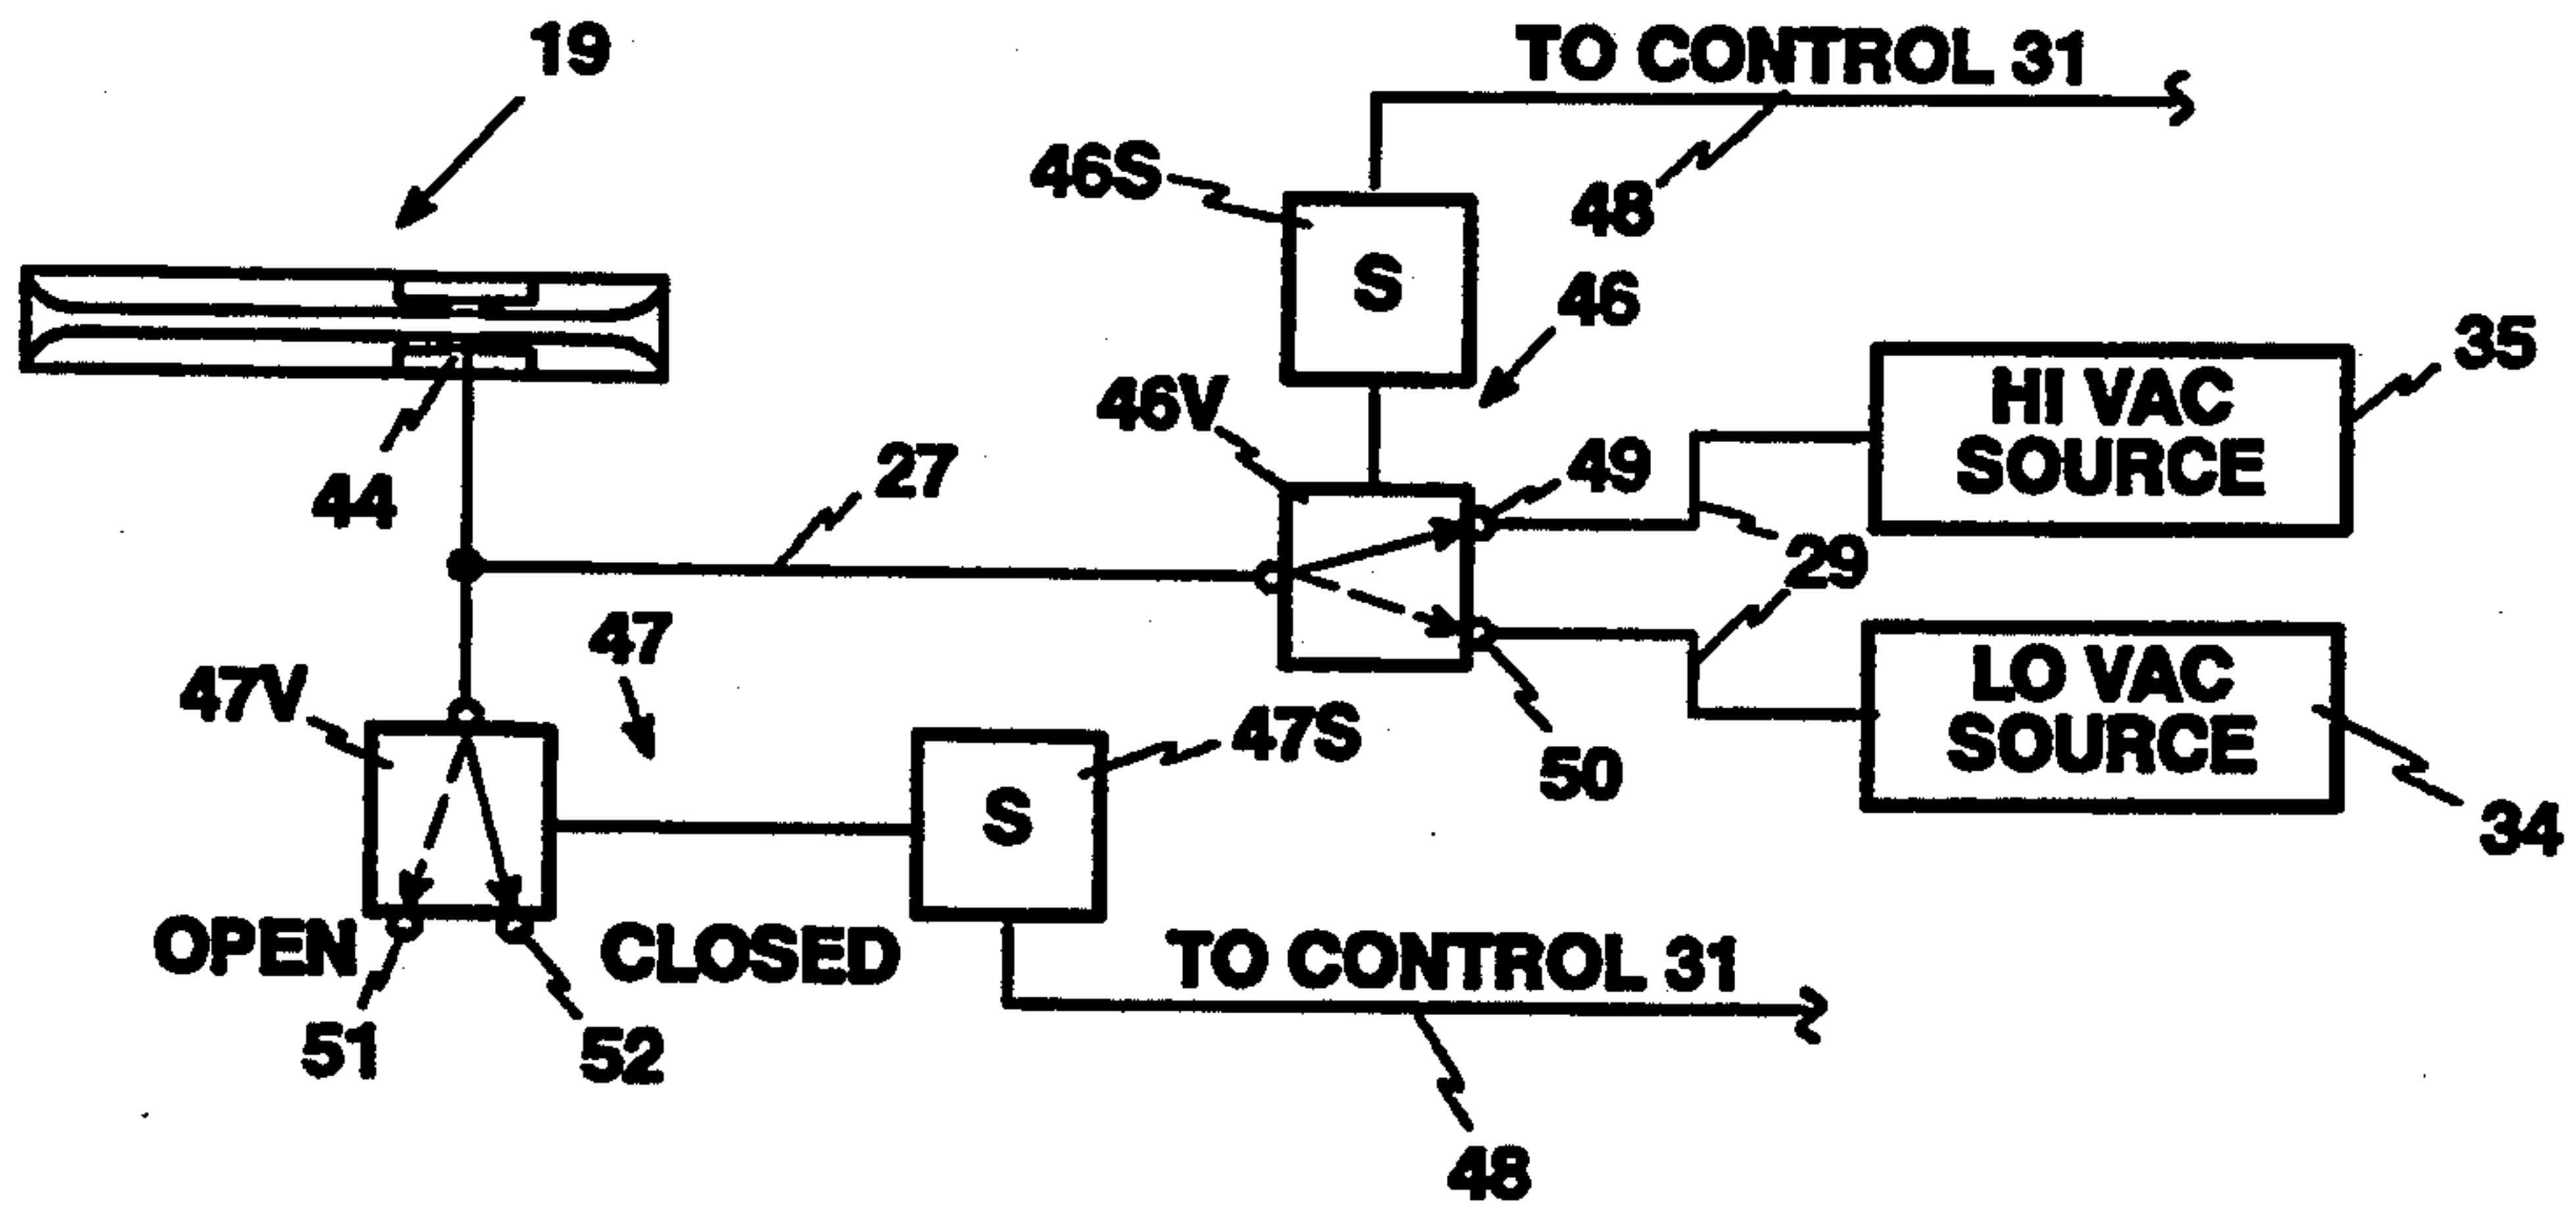 19
TO CONTROL 31
46S
48
S
46
35
HI VAC
SOURCE
46V
49
27
44
29
47
LO VAC
SOURCE
47V
47S
50
S
34
OPEN
CLOSED
TO CONTROL 31
51
52
48